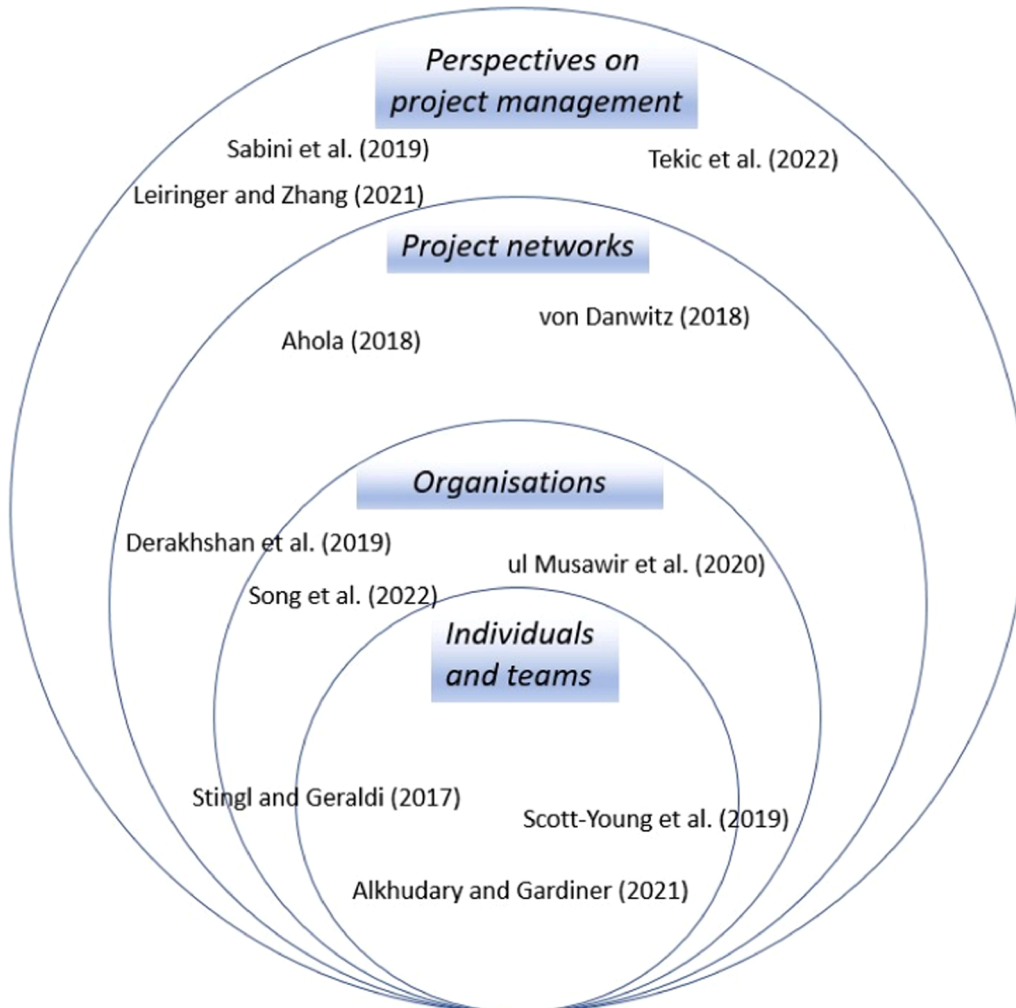 Perspectives on
project management
Sabini et al. (2019)
Tekic et al. (2022)
Leiringer and Zhang (2021)
Project networks
von Danwitz (2018)
Ahola (2018)
Organisations
Derakhshan et al. (2019)
ul Musawir et al. (2020)
Song et al. (2022)
Individuals
and teams
Stingl and Geraldi (2017)
Scott-Young et al. (2019)
Alkhudary and Gardiner (2021)